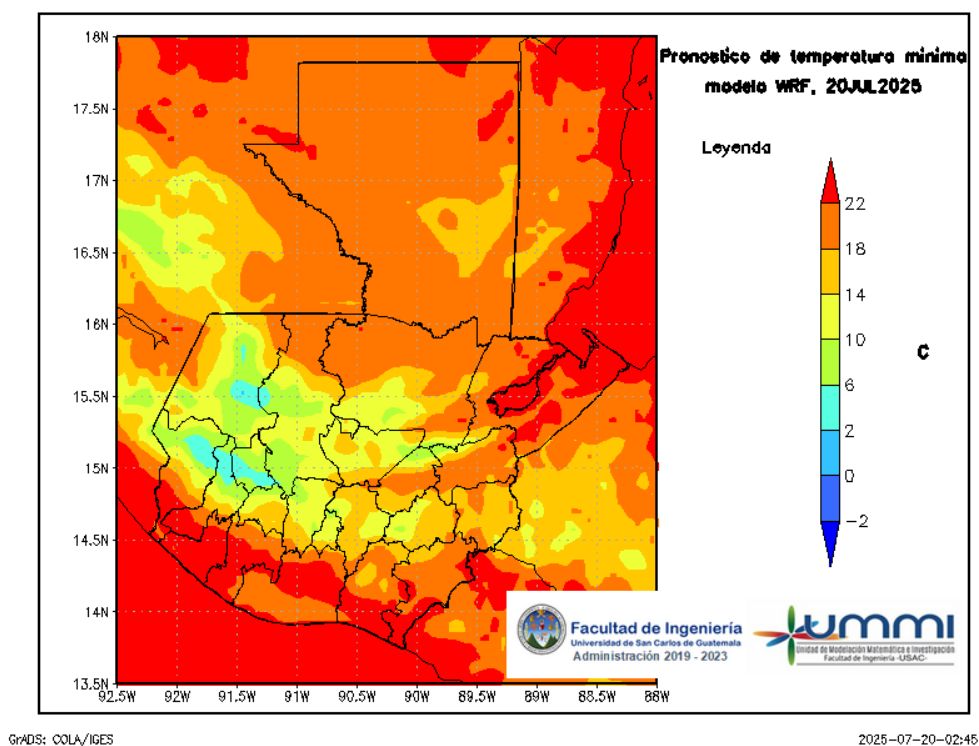 Pronostico de temperatura minima
modelo WRF, 20JUL2025
Leyenda
22
18
14
10
6
2
0
-2
C
18N
17.5N
17N
16.5N
16N
15.5N
15N
14.5N
14N
13.5N
92.5W 92W 91.5W 91W 90.5W 90W 89.5W 89W 88.5W 88W
Facultad de Ingeniería
Universidad de San Carlos de Guatemala
Administración 2019 - 2023
ummi
Unidad de Modelación Matemática e Investigación
Facultad de Ingeniería -USAC-
GrADS: COLA/IGES
2025-07-20-02:45